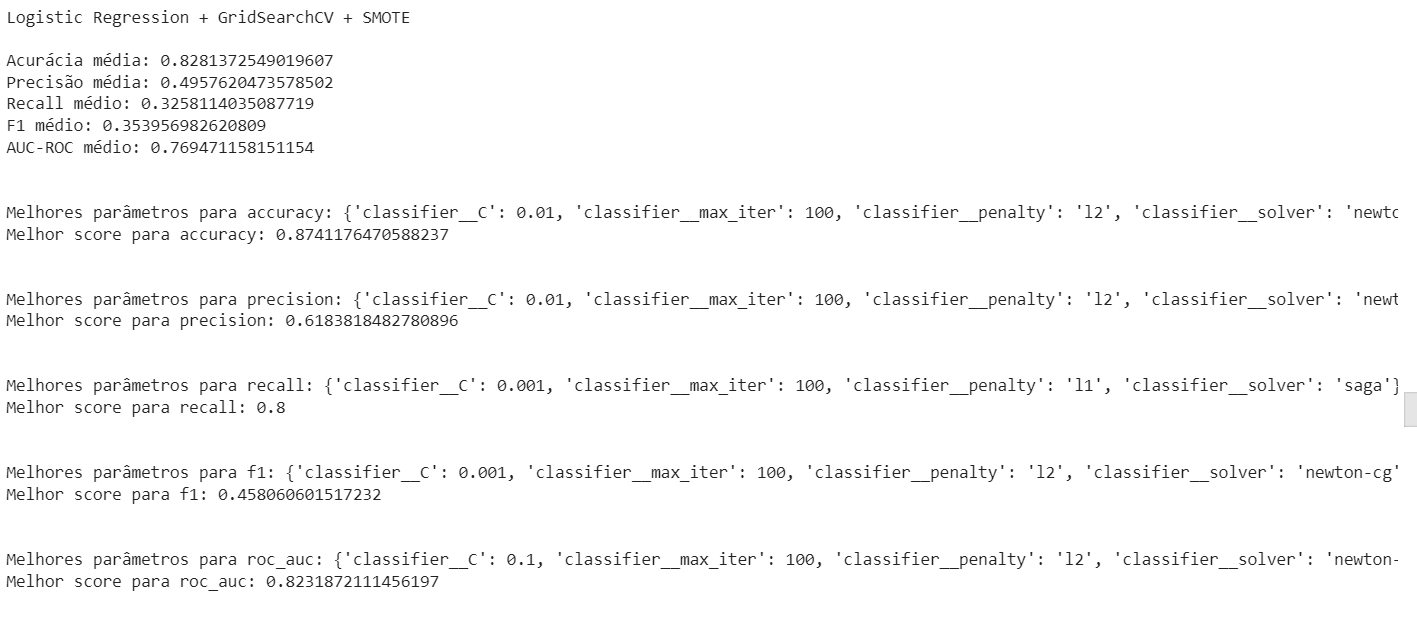 Logistic Regression + GridSearchCV + SMOTE
Acurácia média: 0.8281372549019607
Precisão média: 0.4957620473578502
Recall médio: 0.3258114035087719
F1 médio: 0.353956982620809
AUC-ROC médio: 0.769471158151154
Melhores parâmetros para accuracy: {'classifier__C': 0.01, 'classifier__max_iter': 100, 'classifier__penalty': 'l2', 'classifier__solver': 'newtc
Melhor score para accuracy: 0.8741176470588237
Melhores parâmetros para precision: {'classifier__C': 0.01, 'classifier__max_iter': 100, 'classifier__penalty': 'l2', 'classifier__solver': 'newt
Melhor score para precision: 0.6183818482780896
Melhores parâmetros para recall: {'classifier__C': 0.001, 'classifier__max_iter': 100, 'classifier__penalty': 'l1', 'classifier__solver': 'saga'}
Melhor score para recall: 0.8
Melhores parâmetros para f1: {'classifier__C': 0.001, 'classifier__max_iter': 100, 'classifier__penalty': 'l2', 'classifier__solver': 'newton-cg'
Melhor score para f1: 0.458060601517232
Melhores parâmetros para roc_auc: {'classifier__C': 0.1, 'classifier__max_iter': 100, 'classifier__penalty': 'l2', 'classifier__solver': 'newton-
Melhor score para roc_auc: 0.8231872111456197